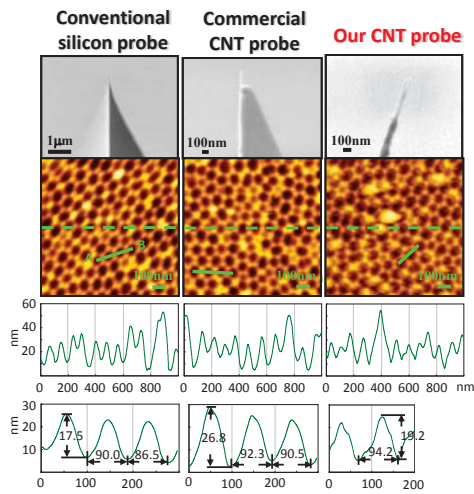 Conventional silicon probe
Commercial CNT probe
Our CNT probe
1μm
100nm
100nm
A B
100nm
100nm
100nm
60
40
20
0
nm
0 200 400 600 800
0 200 400 600 800
0 200 400 600 800 nm
30
20
10
0
nm
17.5
90.0
86.5
26.8
92.3
90.5
94.2
19.2
0 100 200
0 100 200
0 100 200 nm